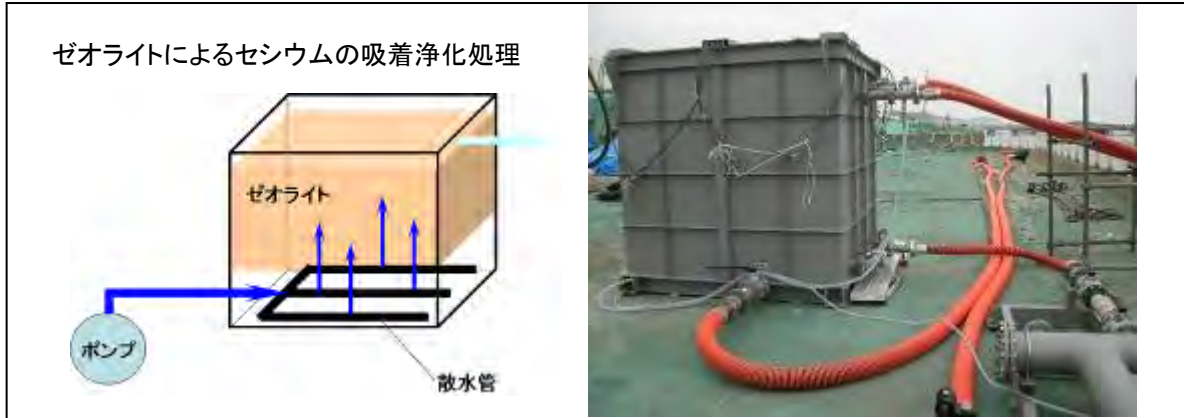 ゼオライトによるセシウムの吸着浄化処理
ゼオライト
ポンプ
散水管